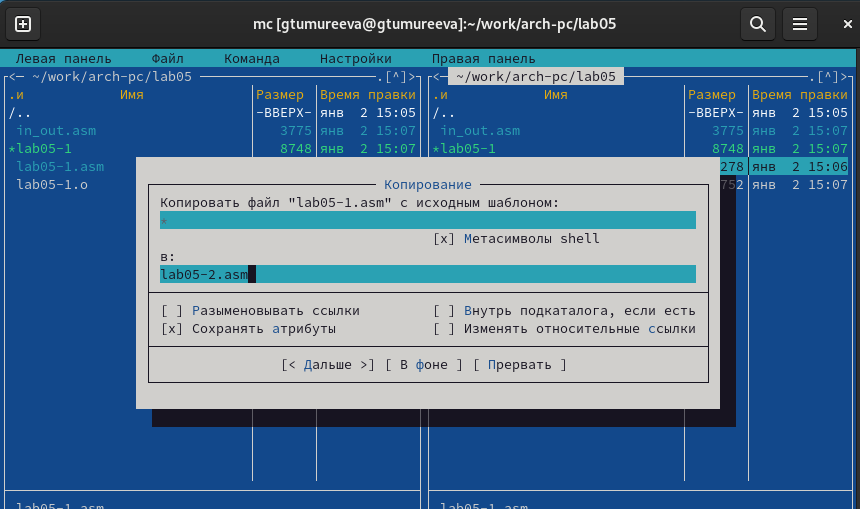 mc [gtumureeva@gtumureeva]:~/work/arch-pc/lab05
Левая панель Файл Команда Настройки Правая панель
<— ~/work/arch-pc/lab05 .[^]> <— ~/work/arch-pc/lab05 .[^]>
.и Имя Размер Время правки .и Имя Размер Время правки
/.. -ВВЕРХ- янв 2 15:05 /.. -ВВЕРХ- янв 2 15:05
in_out.asm 3775 янв 2 15:07 in_out.asm 3775 янв 2 15:07
*lab05-1 8748 янв 2 15:07 *lab05-1 8748 янв 2 15:07
lab05-1.asm 278 янв 2 15:06
lab05-1.o 752 янв 2 15:07
Копирование
Копировать файл "lab05-1.asm" с исходным шаблоном:
*
[x] Метасимволы shell
в:
lab05-2.asm
[ ] Разыменовывать ссылки [ ] Внутрь подкаталога, если есть
[x] Сохранять атрибуты [ ] Изменять относительные ссылки
[< Дальше >] [ В фоне ] [ Прервать ]
lab05-1.asm lab05-1.asm